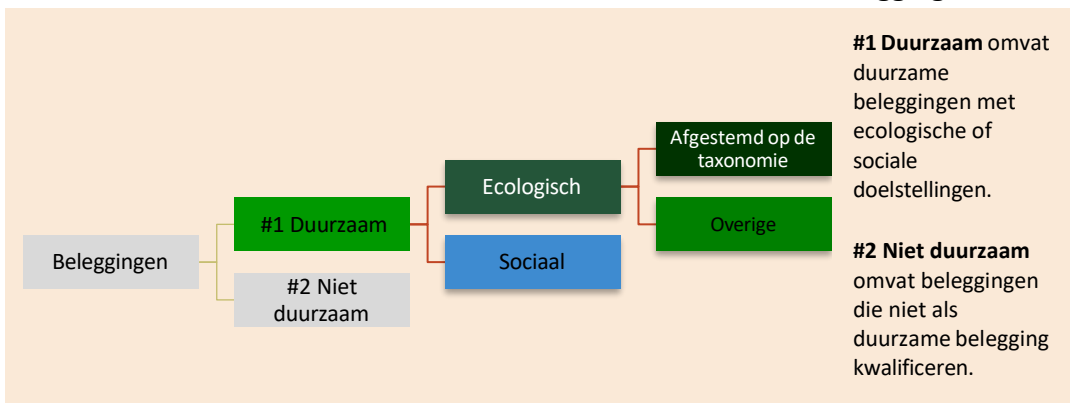 Beleggingen
#1 Duurzaam
#2 Niet
duurzaam
Ecologisch
Sociaal
Afgestemd op de
taxonomie
Overige
#1 Duurzaam omvat
duurzame
beleggingen met
ecologische of
sociale
doelstellingen.
#2 Niet duurzaam
omvat beleggingen
die niet als
duurzame belegging
kwalificeren.